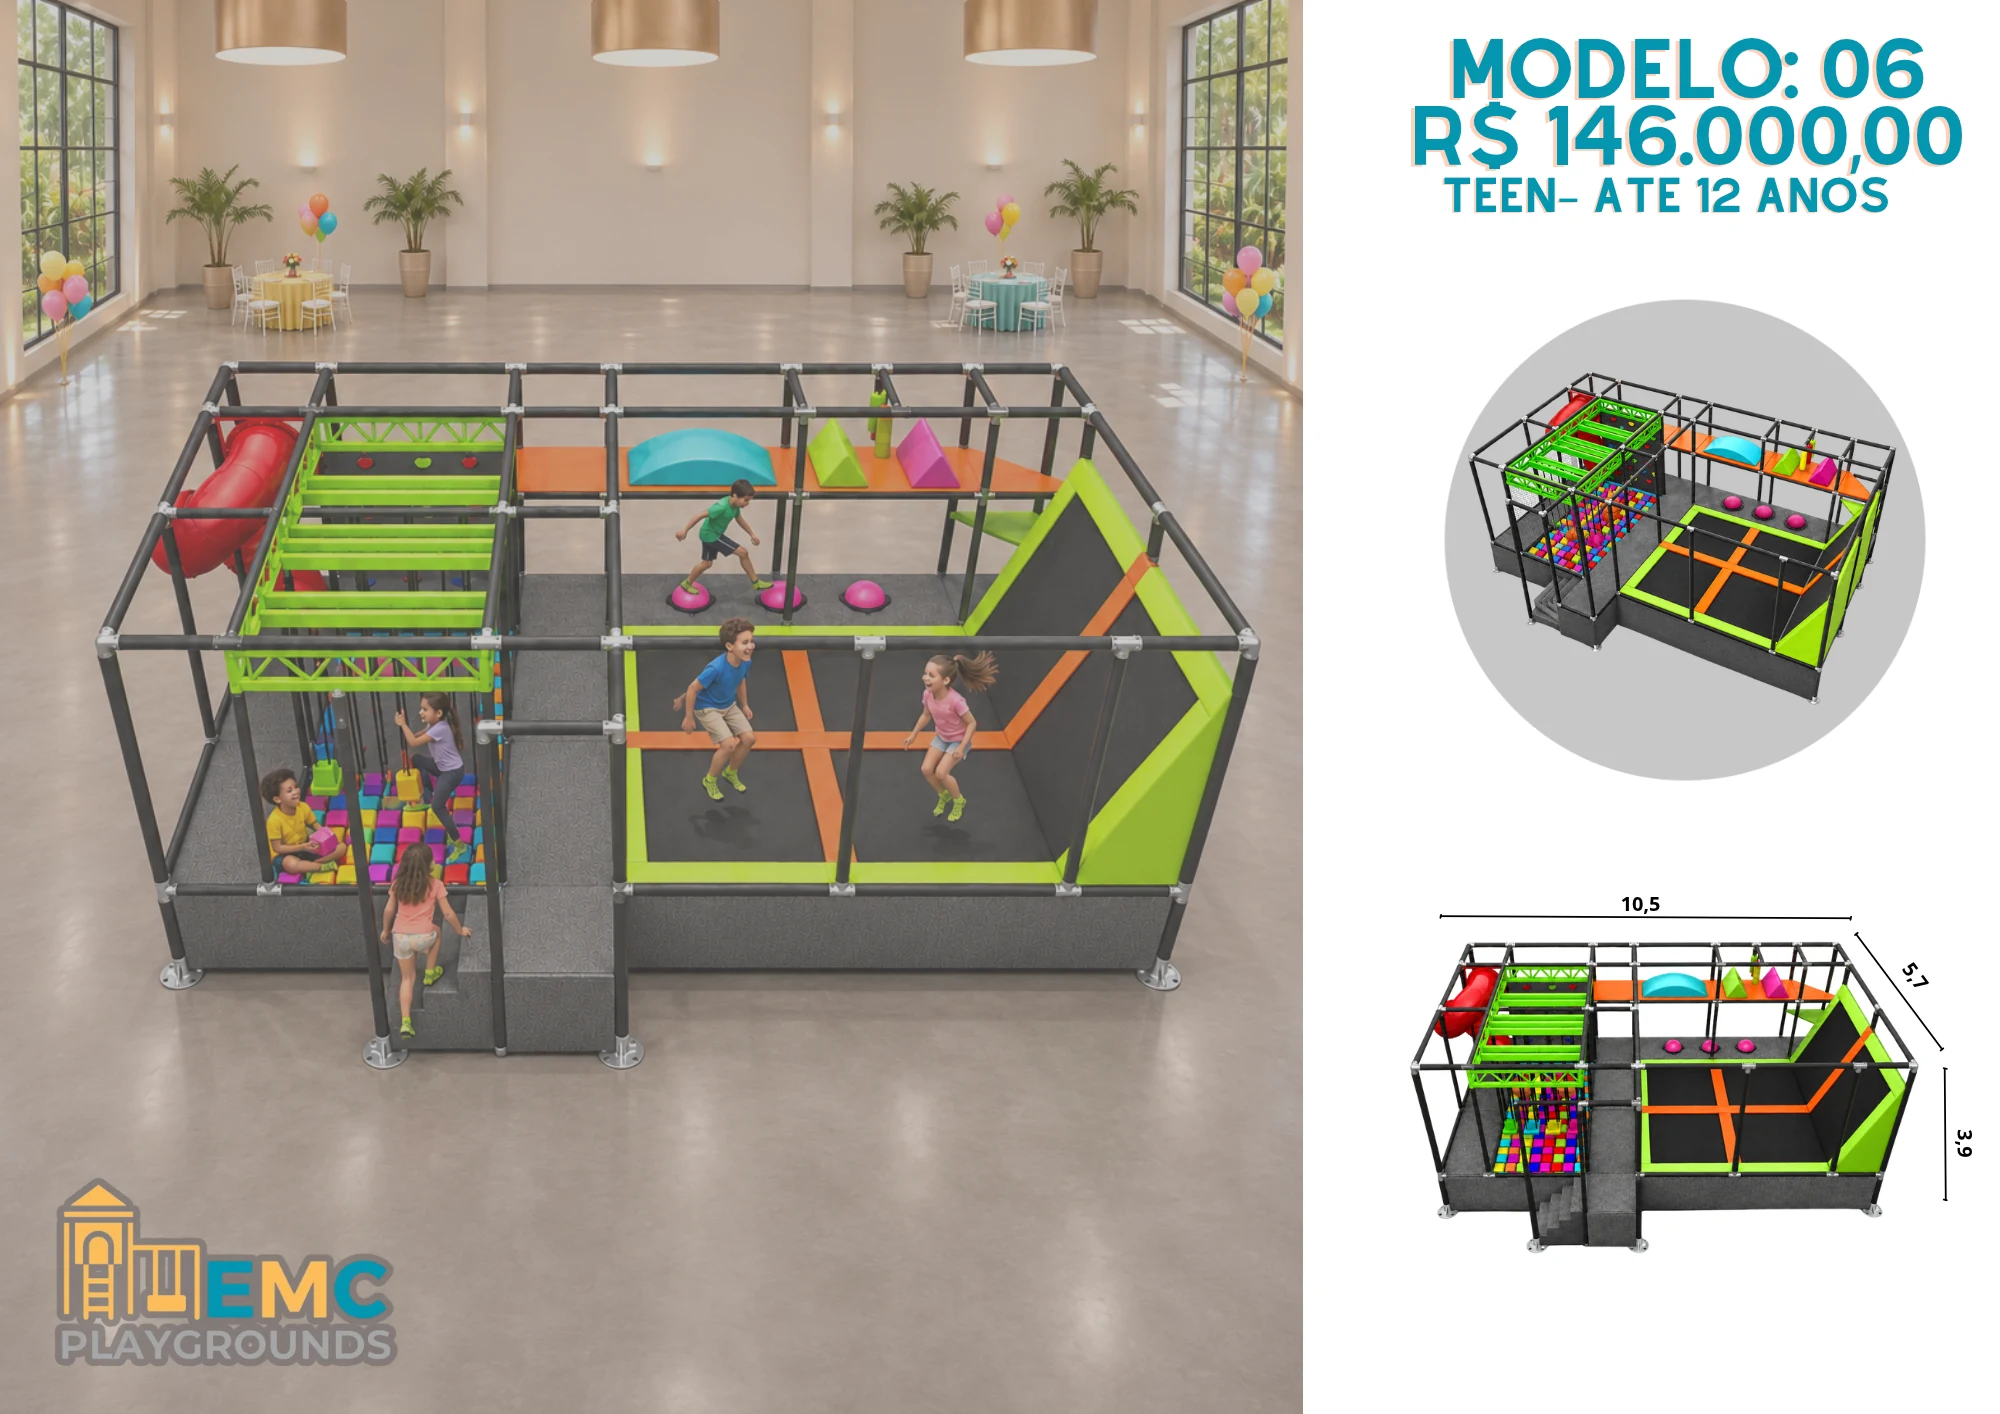 MODELO: 06
R$ 146.000,00
TEEN- ATE 12 ANOS
10,5
5,7
3,9
EMC
PLAYGROUNDS